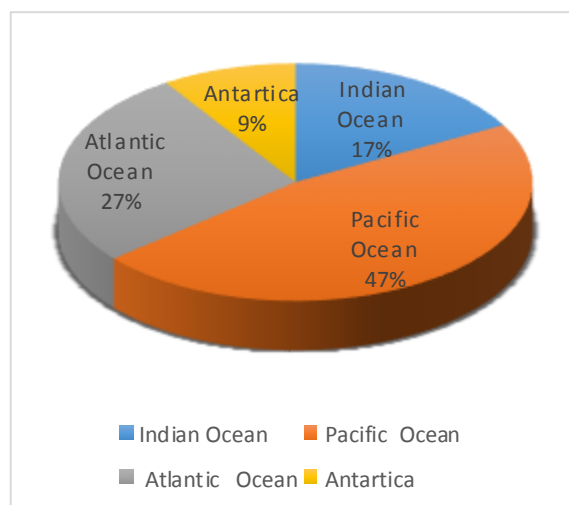 Antartica
9%
Indian
Ocean
17%
Atlantic
Ocean
27%
Pacific
Ocean
47%
Indian Ocean
Pacific Ocean
Atlantic Ocean
Antartica